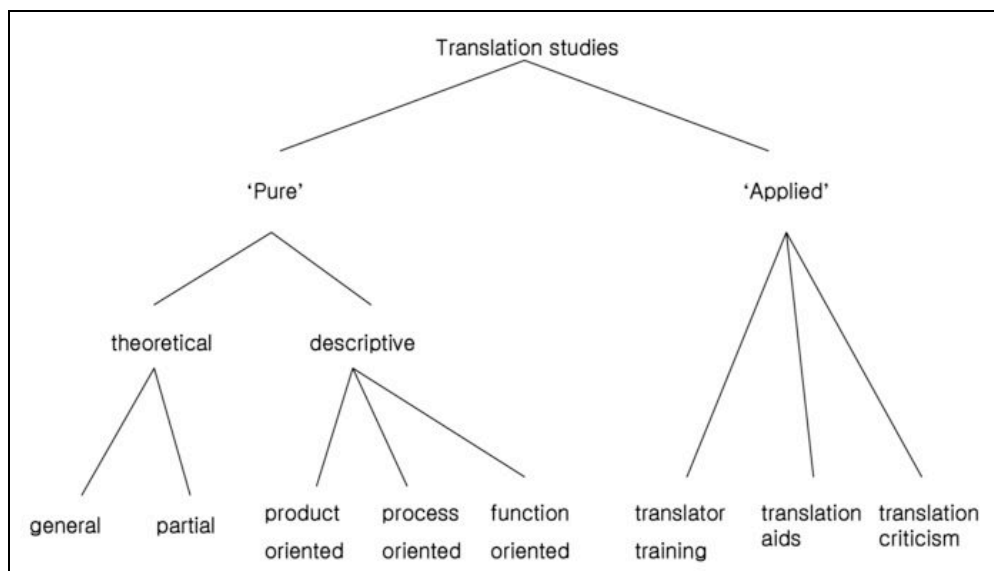 Translation studies
‘Pure’
‘Applied’
theoretical
descriptive
general
partial
product
oriented
process
oriented
function
oriented
translator
training
translation
aids
translation
criticism